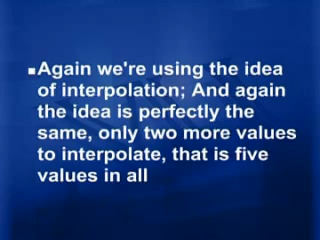 Again we're using the idea
of interpolation; And again
the idea is perfectly the
same, only two more values
to interpolate, that is five
values in all